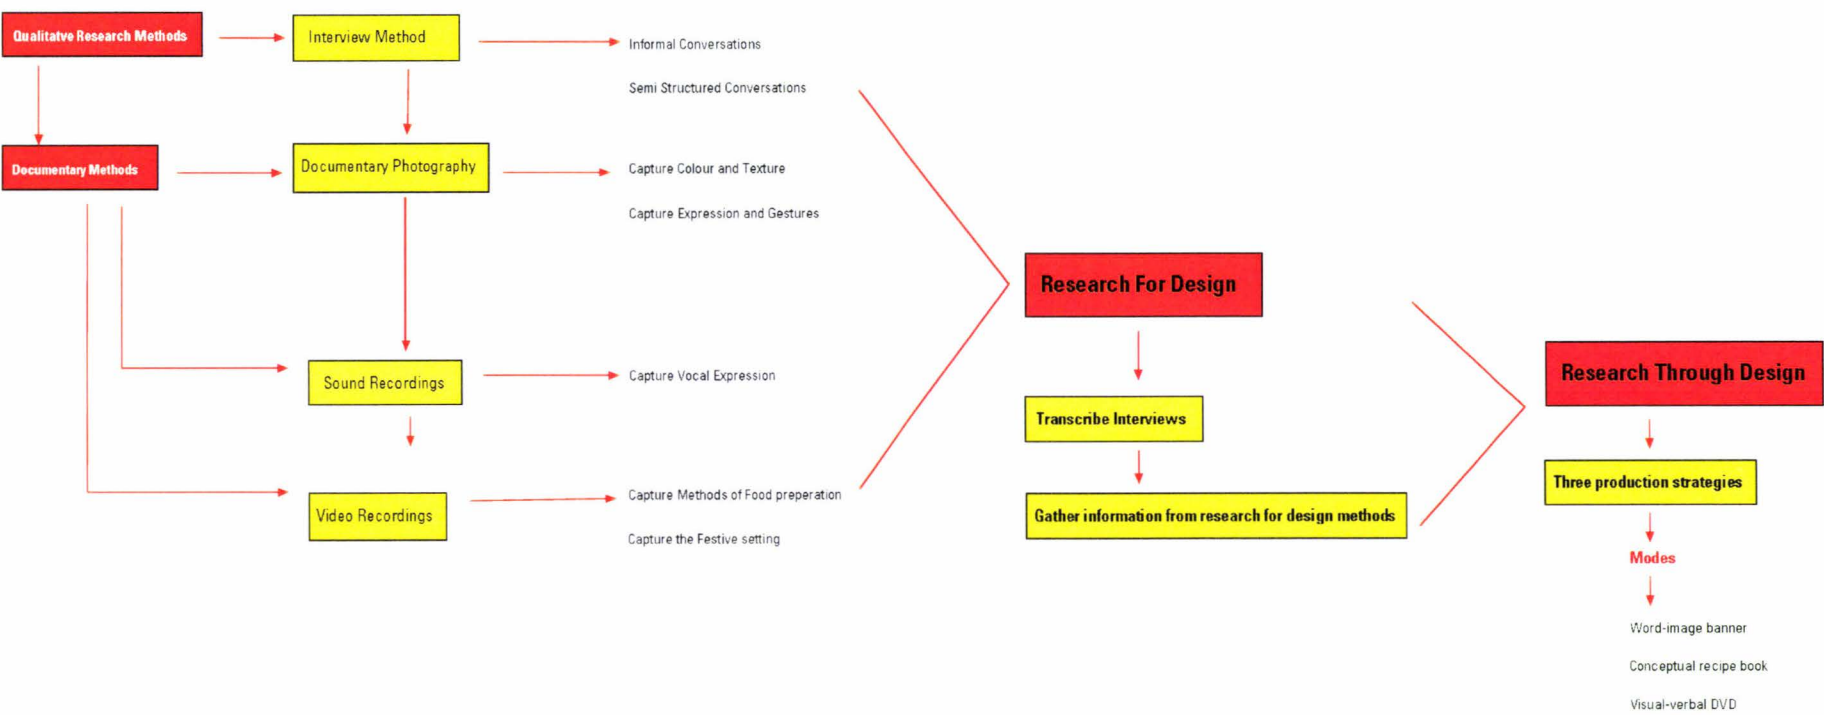 Qualitatve Research Methods
Interview Method
Informal Conversations
Semi Structured Conversations
Documentary Methods
Documentary Photography
Capture Colour and Texture
Capture Expression and Gestures
Sound Recordings
Capture Vocal Expression
Video Recordings
Capture Methods of Food preperation
Capture the Festive setting
Research For Design
Transcribe Interviews
Gather information from research for design methods
Research Through Design
Three production strategies
Modes
Word-image banner
Conceptual recipe book
Visual-verbal DVD